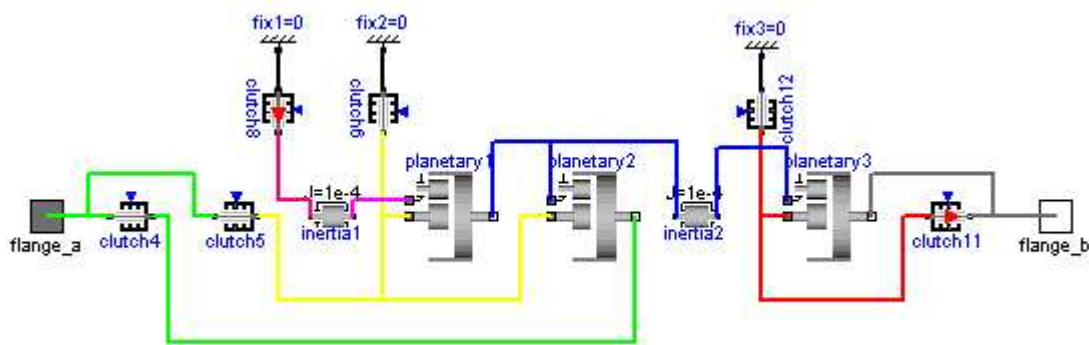 fix1=0
fix2=0
fix3=0
clutch8
clutch6
clutch12
planetary1
planetary2
planetary3
J=1e-4
J=1e-4
flange_a
clutch4
clutch5
inertia1
inertia2
clutch11
flange_b